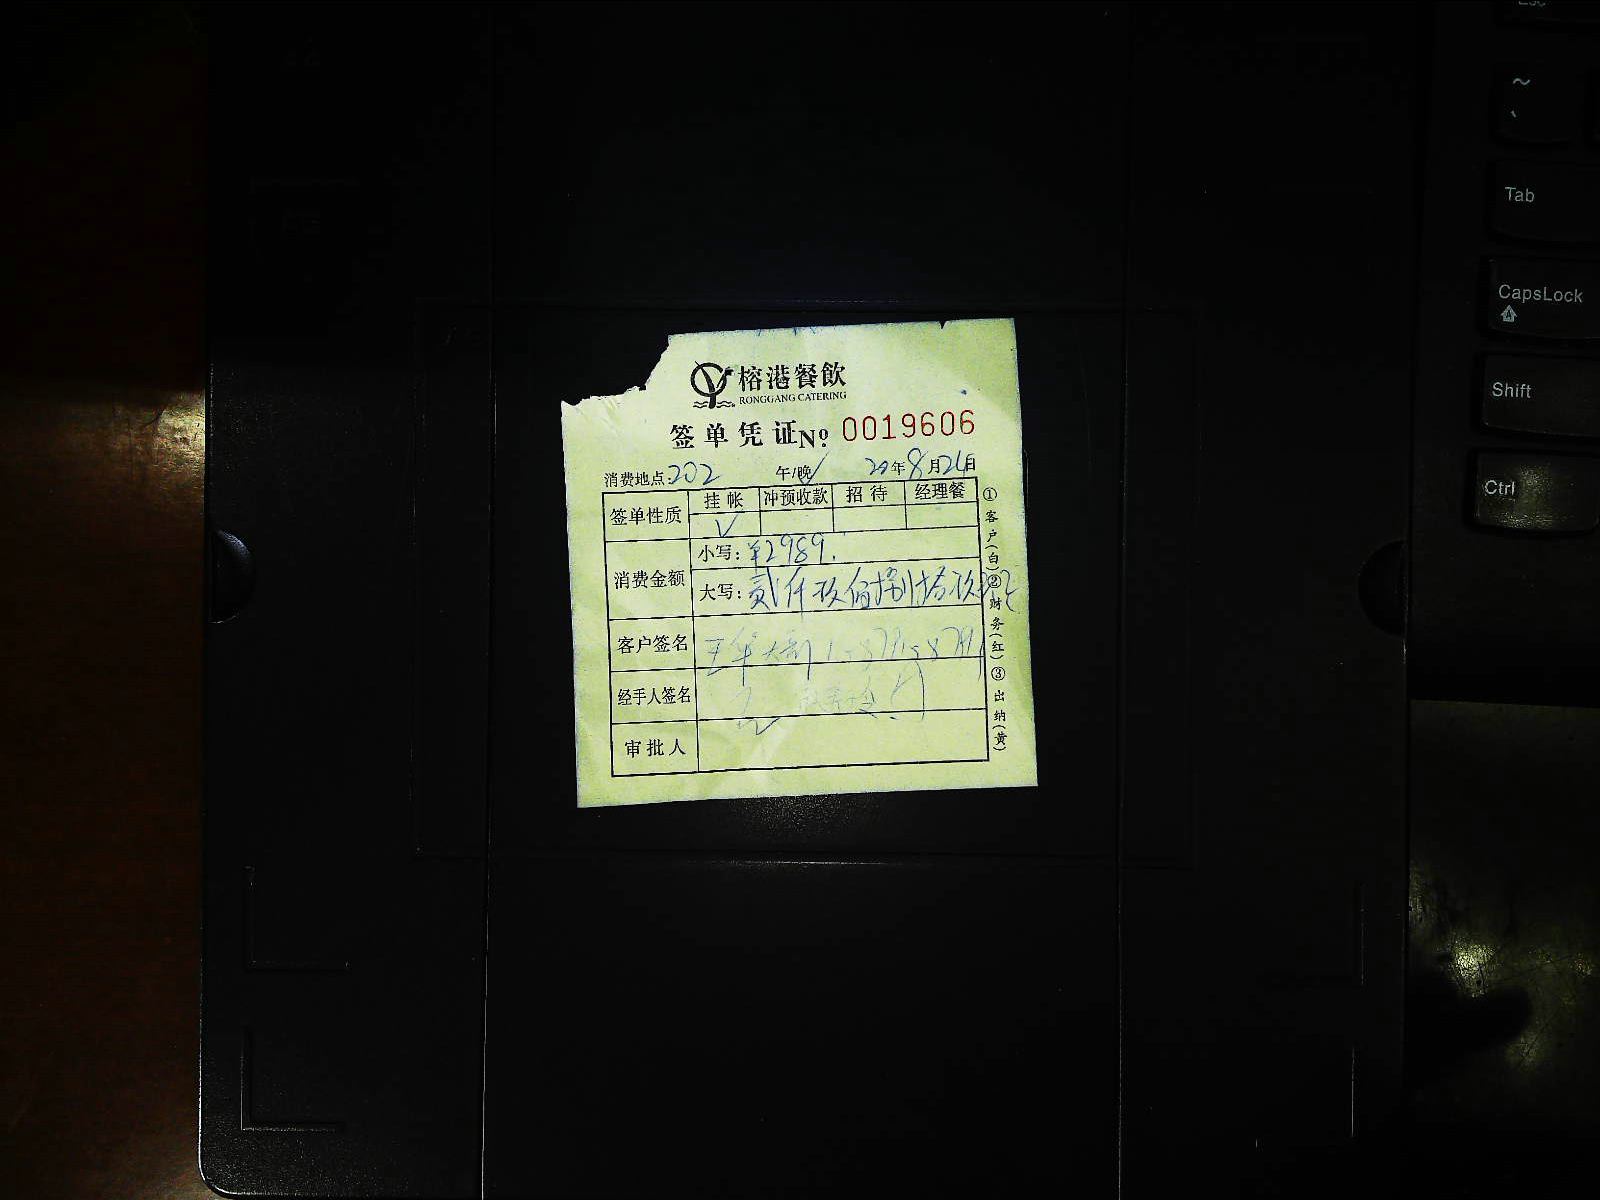 榕港餐飲
RONGGANG CATERING
签单凭证 Nº 0019606
消费地点:202 午/晚√ 20年8月26日
签单性质 挂帐 冲预收款 招待 经理餐
√
消费金额 小写:¥2989.
大写:贰仟玖佰捌拾玖
客户签名
经手人签名
审批人
①客户(白)②财务(红)③出纳(黄)
Esc
~
`
Tab
CapsLock
Shift
Ctrl